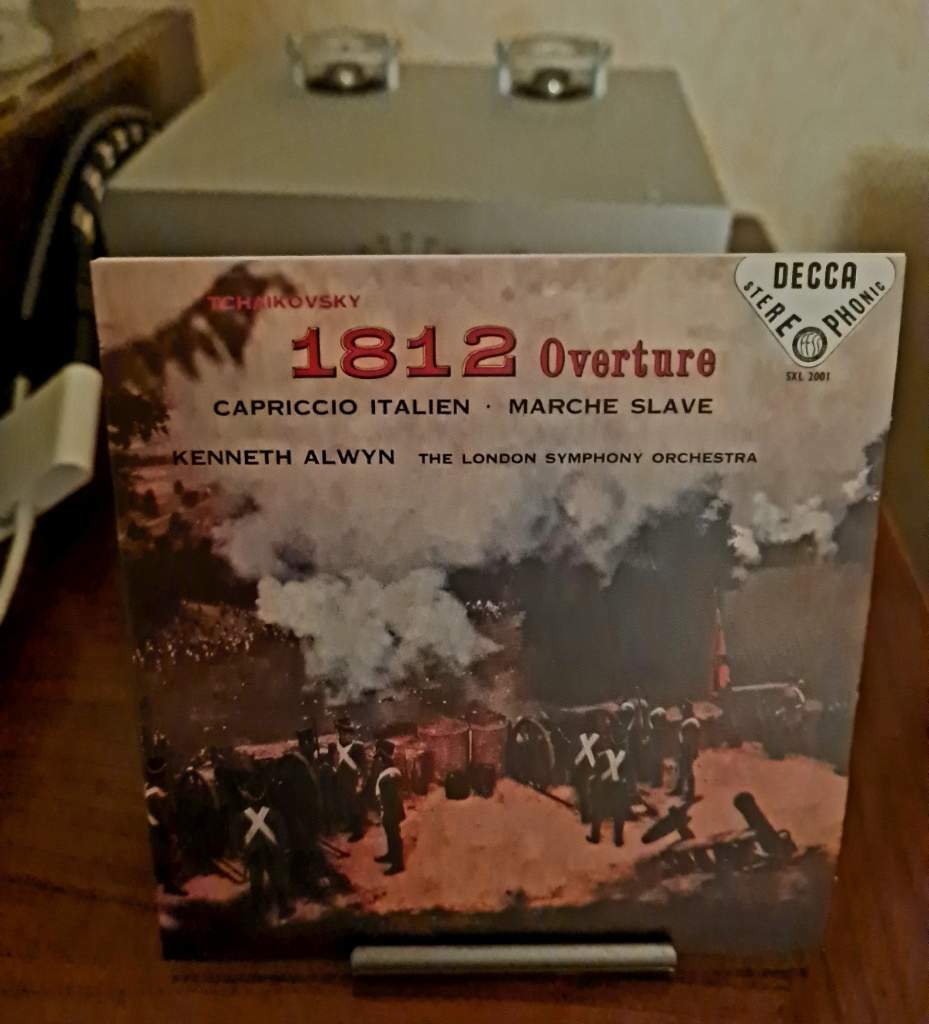 TCHAIKOVSKY
1812 Overture
CAPRICCIO ITALIEN · MARCHE SLAVE
KENNETH ALWYN THE LONDON SYMPHONY ORCHESTRA
DECCA
STEREOPHONIC
FFSS
SXL 2001